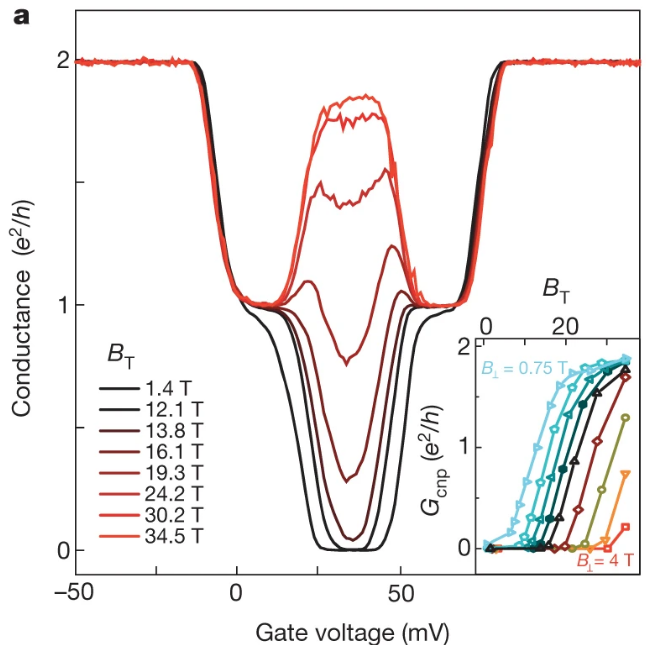 a
Conductance (e²/h)
2
1
0
B_T
1.4 T
12.1 T
13.8 T
16.1 T
19.3 T
24.2 T
30.2 T
34.5 T
−50
0
50
Gate voltage (mV)
B_T
0 20
G_cnp (e²/h)
2
1
0
B⊥ = 0.75 T
B⊥= 4 T